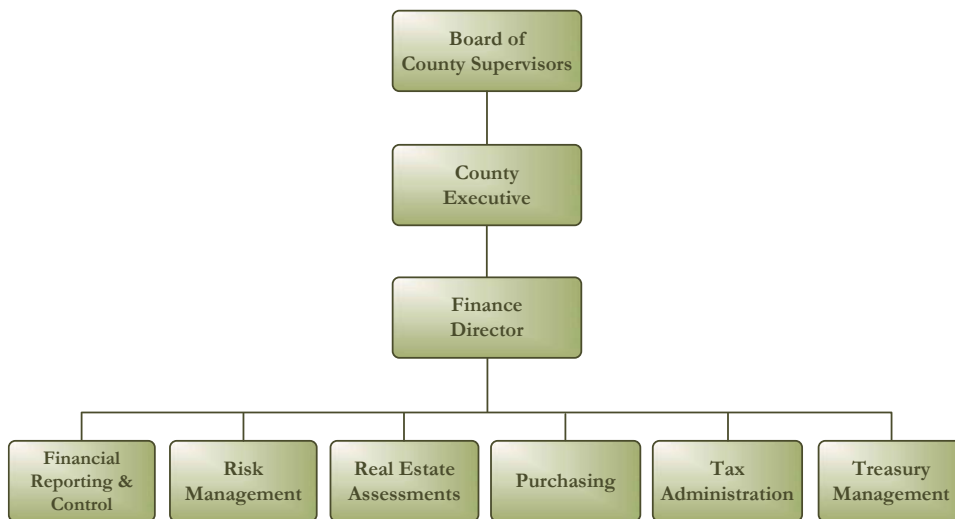 Board of
County Supervisors
County
Executive
Finance
Director
Financial
Reporting &
Control
Risk
Management
Real Estate
Assessments
Purchasing
Tax
Administration
Treasury
Management